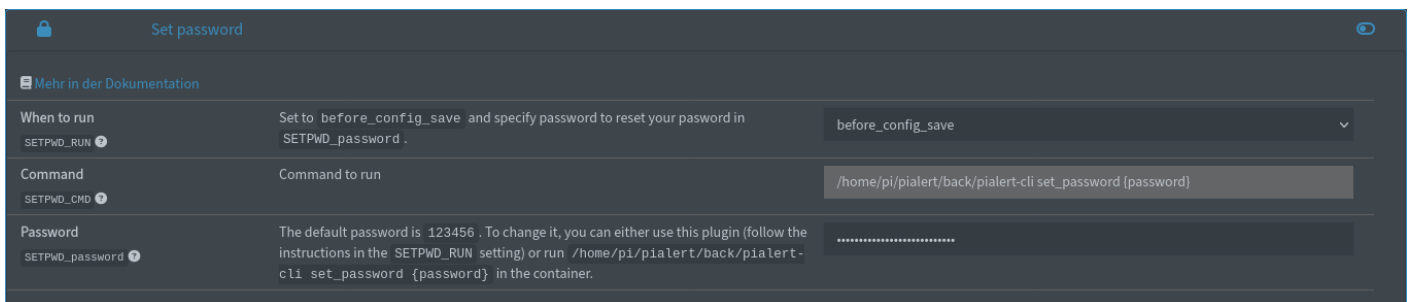 Set password
Mehr in der Dokumentation
When to run
SETPWD_RUN
Set to before_config_save and specify password to reset your pasword in
SETPWD_password.
before_config_save
Command
SETPWD_CMD
Command to run
/home/pi/pialert/back/pialert-cli set_password {password}
Password
SETPWD_password
The default password is 123456. To change it, you can either use this plugin (follow the
instructions in the SETPWD_RUN setting) or run /home/pi/pialert/back/pialert-
cli set_password {password} in the container.